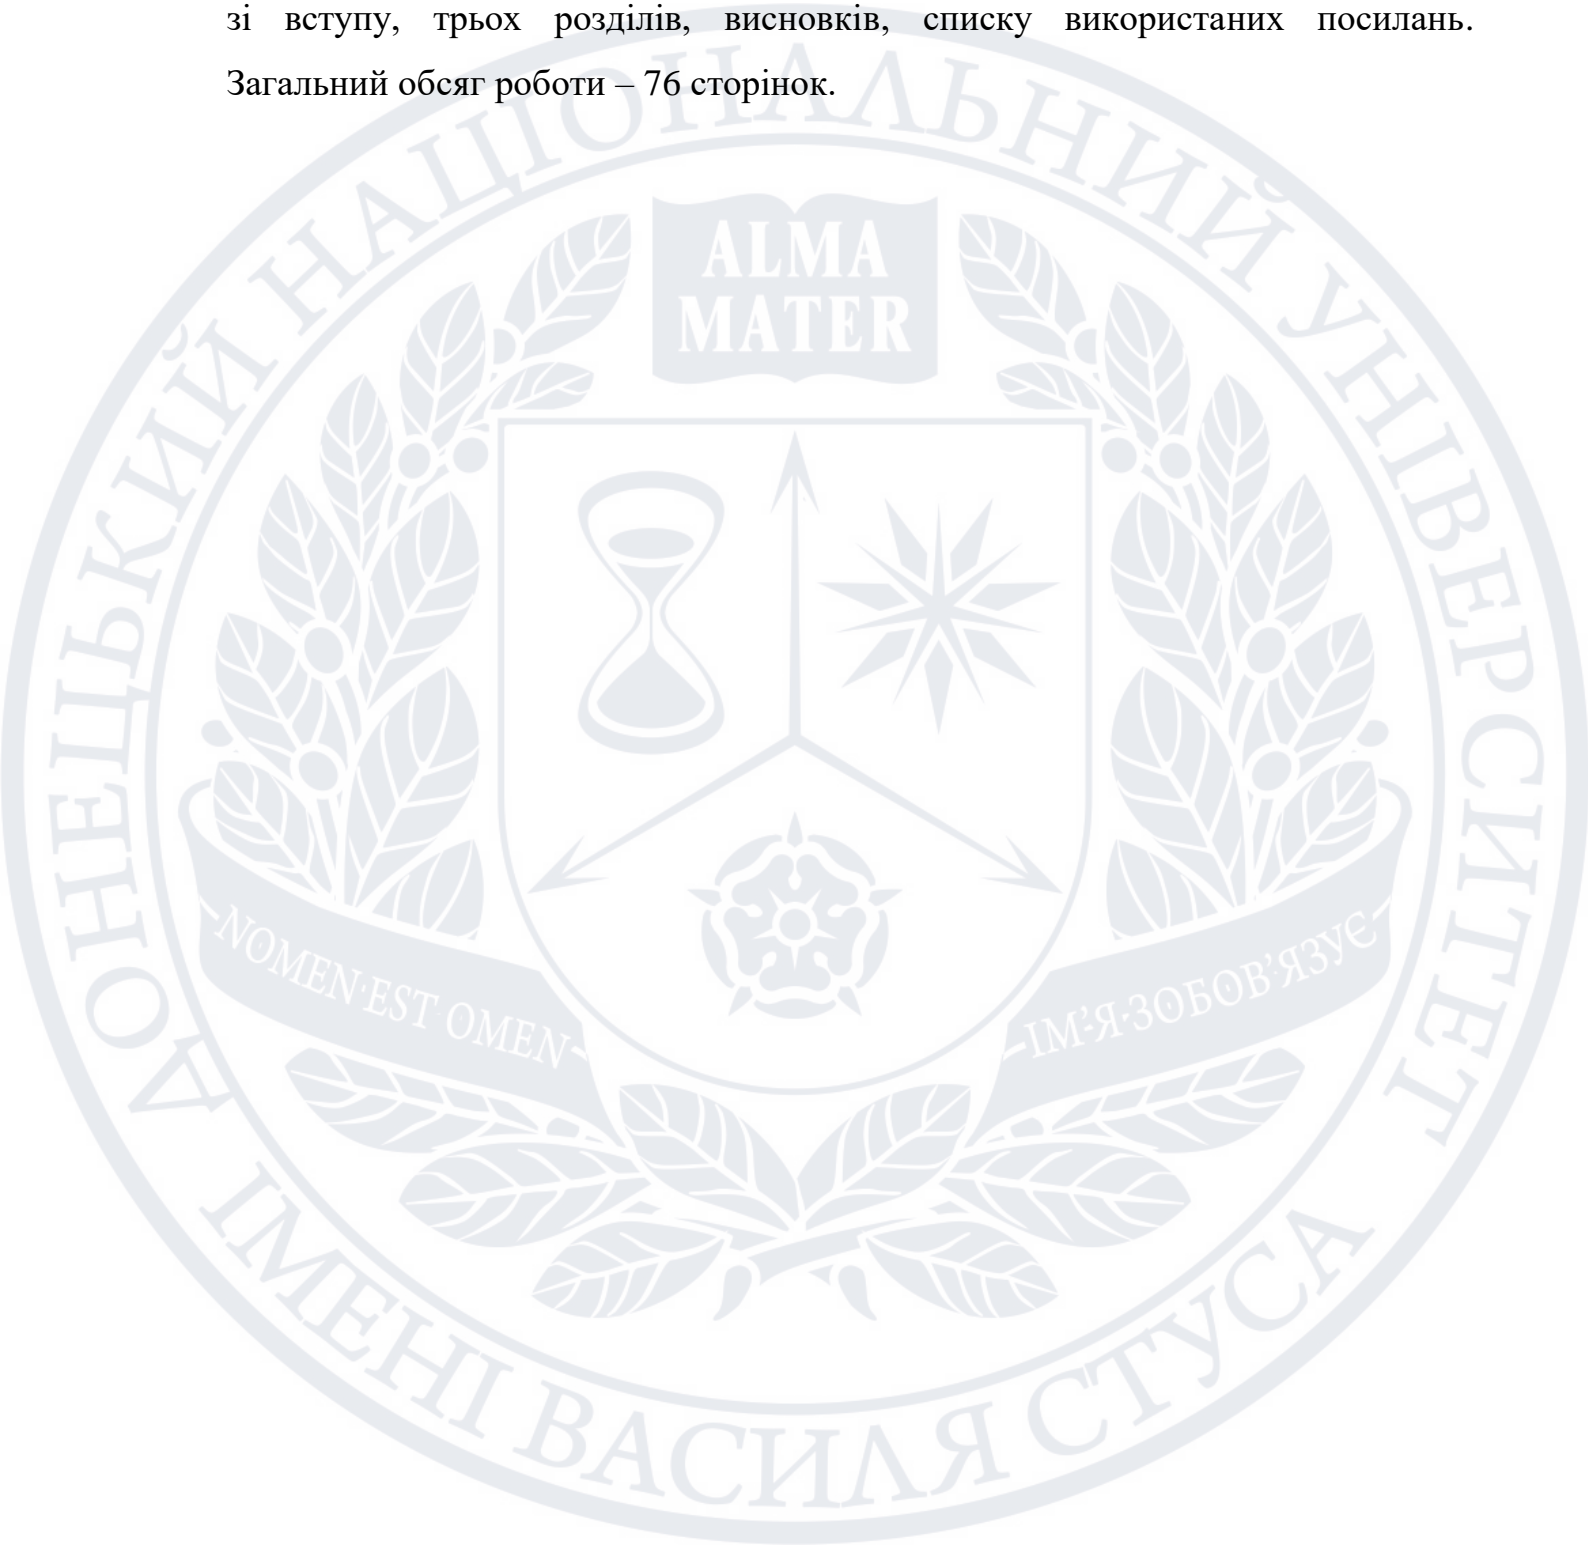 зі вступу, трьох розділів, висновків, списку використаних посилань.
Загальний обсяг роботи – 76 сторінок.
ДОНЕЦЬКИЙ НАЦІОНАЛЬНИЙ УНІВЕРСИТЕТ
ALMA
MATER
NOMEN·EST·OMEN
ІМ’Я·ЗОБОВ’ЯЗУЄ
ІМЕНІ ВАСИЛЯ СТУСА